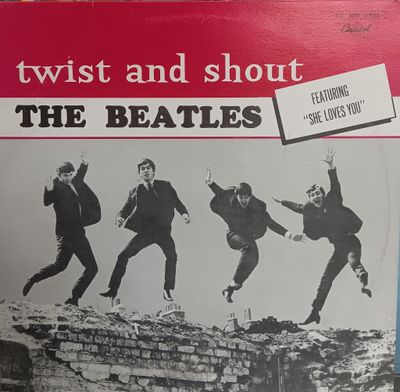 Capitol
twist and shout
THE BEATLES
FEATURING
"SHE LOVES YOU"